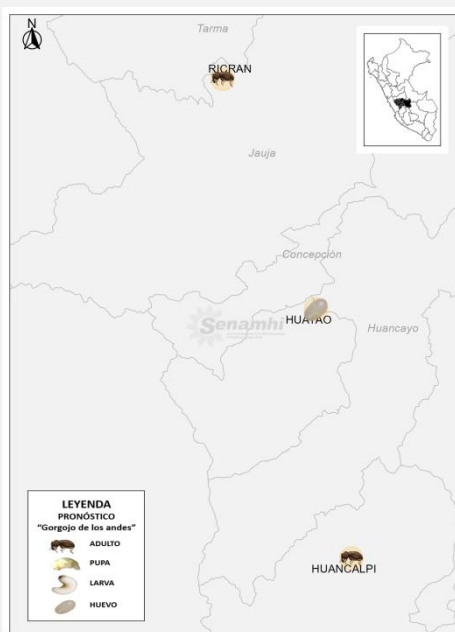 N
Tarma
RICRAN
Jauja
Concepción
Senamhi
HUAYAO
Huancayo
HUANCALPI
LEYENDA
PRONÓSTICO
"Gorgojo de los andes"
ADULTO
PUPA
LARVA
HUEVO